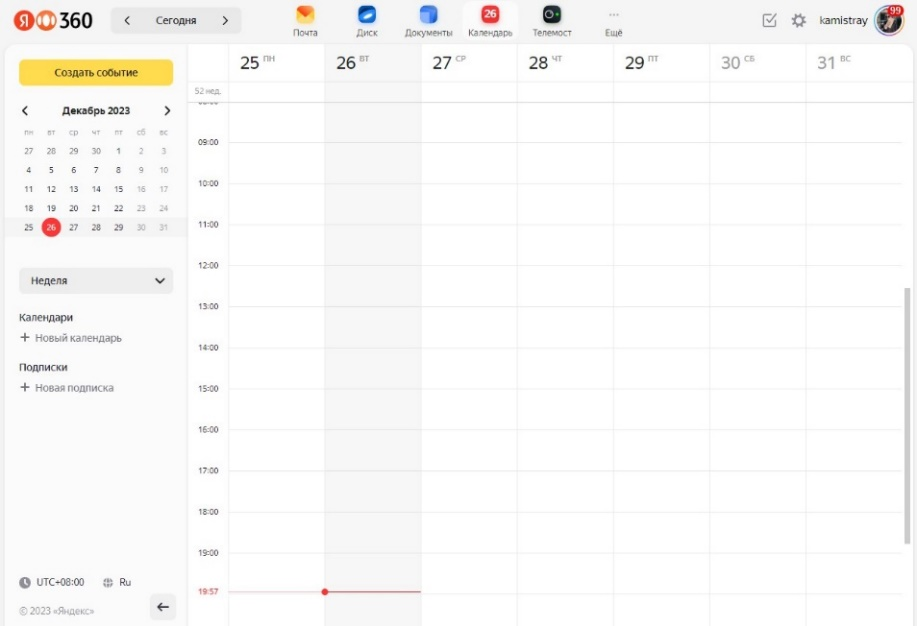 Я 360
Сегодня
Почта
Диск
Документы
26
Календарь
Телемост
Ещё
kamistray
99
Создать событие
Декабрь 2023
пн вт ср чт пт сб вс
27 28 29 30 1 2 3
4 5 6 7 8 9 10
11 12 13 14 15 16 17
18 19 20 21 22 23 24
25 26 27 28 29 30 31
Неделя
Календари
+ Новый календарь
Подписки
+ Новая подписка
UTC+08:00 Ru
© 2023 «Яндекс»
25 ПН 26 ВТ 27 СР 28 ЧТ 29 ПТ 30 СБ 31 ВС
52 нед.
09:00
10:00
11:00
12:00
13:00
14:00
15:00
16:00
17:00
18:00
19:00
19:57